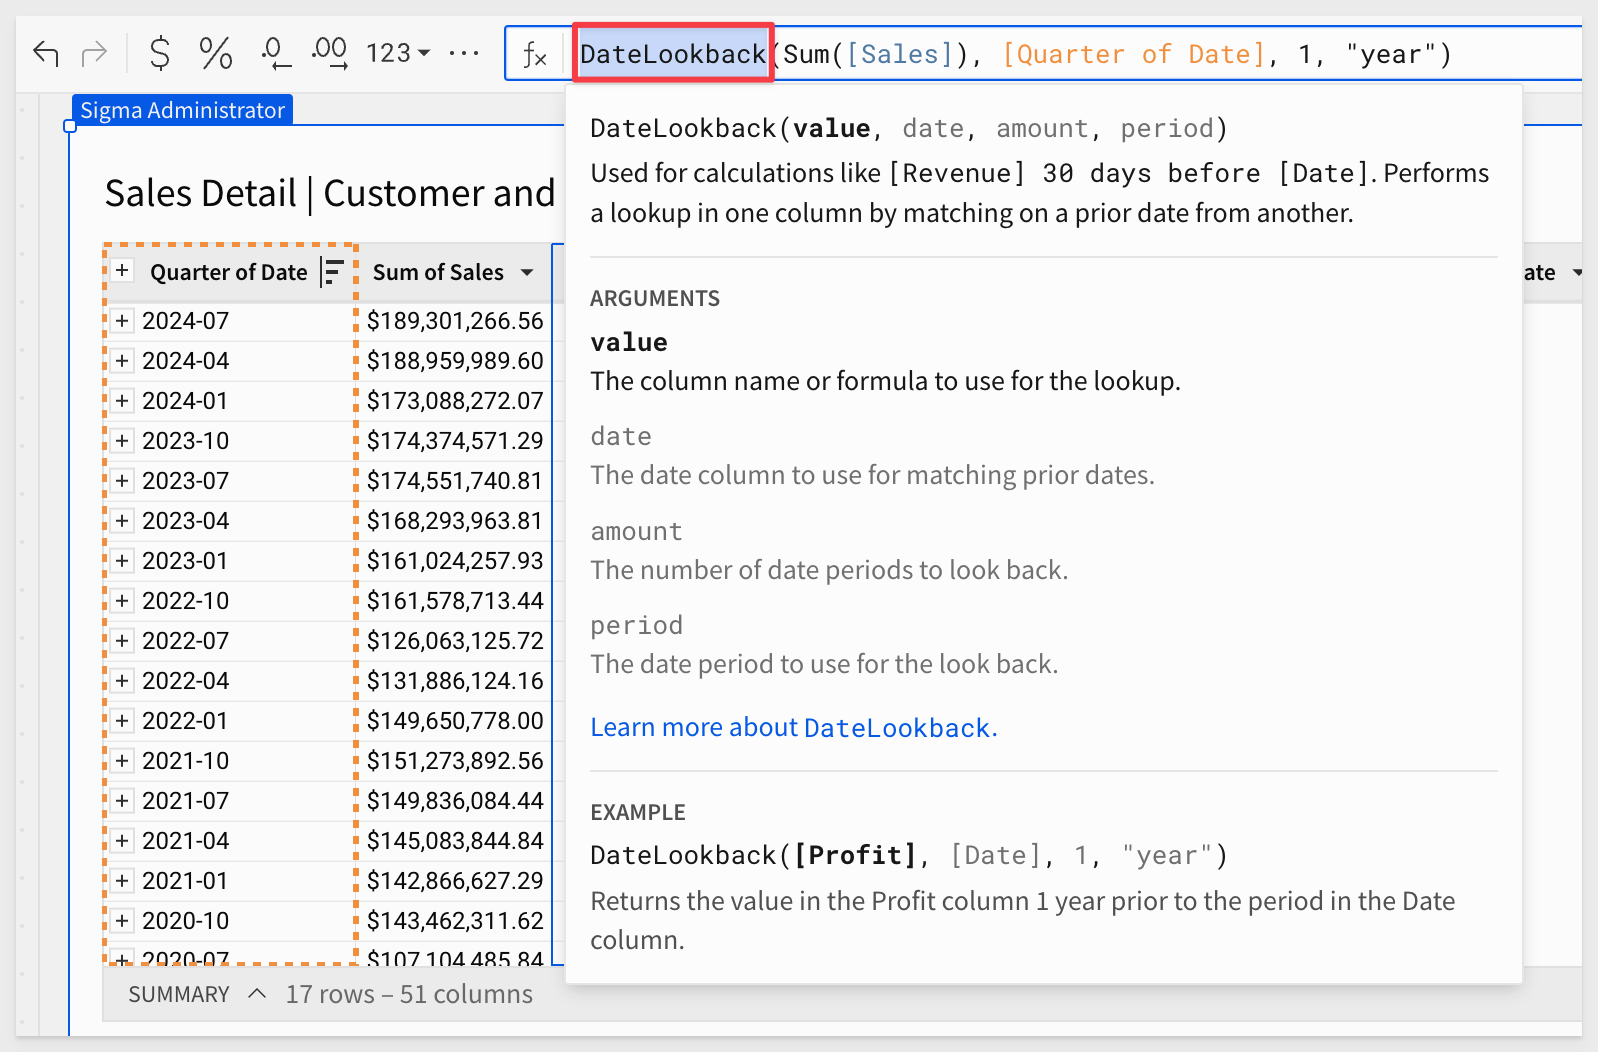 $ % .0 .00 123 ...
fx DateLookback(Sum([Sales]), [Quarter of Date], 1, "year")
Sigma Administrator
Sales Detail | Customer and
Quarter of Date Sum of Sales ate
2024-07 $189,301,266.56
2024-04 $188,959,989.60
2024-01 $173,088,272.07
2023-10 $174,374,571.29
2023-07 $174,551,740.81
2023-04 $168,293,963.81
2023-01 $161,024,257.93
2022-10 $161,578,713.44
2022-07 $126,063,125.72
2022-04 $131,886,124.16
2022-01 $149,650,778.00
2021-10 $151,273,892.56
2021-07 $149,836,084.44
2021-04 $145,083,844.84
2021-01 $142,866,627.29
2020-10 $143,462,311.62
2020-07 $107,104,485.84
SUMMARY 17 rows – 51 columns
DateLookback(value, date, amount, period)
Used for calculations like [Revenue] 30 days before [Date]. Performs
a lookup in one column by matching on a prior date from another.
ARGUMENTS
value
The column name or formula to use for the lookup.
date
The date column to use for matching prior dates.
amount
The number of date periods to look back.
period
The date period to use for the look back.
Learn more about DateLookback.
EXAMPLE
DateLookback([Profit], [Date], 1, "year")
Returns the value in the Profit column 1 year prior to the period in the Date
column.